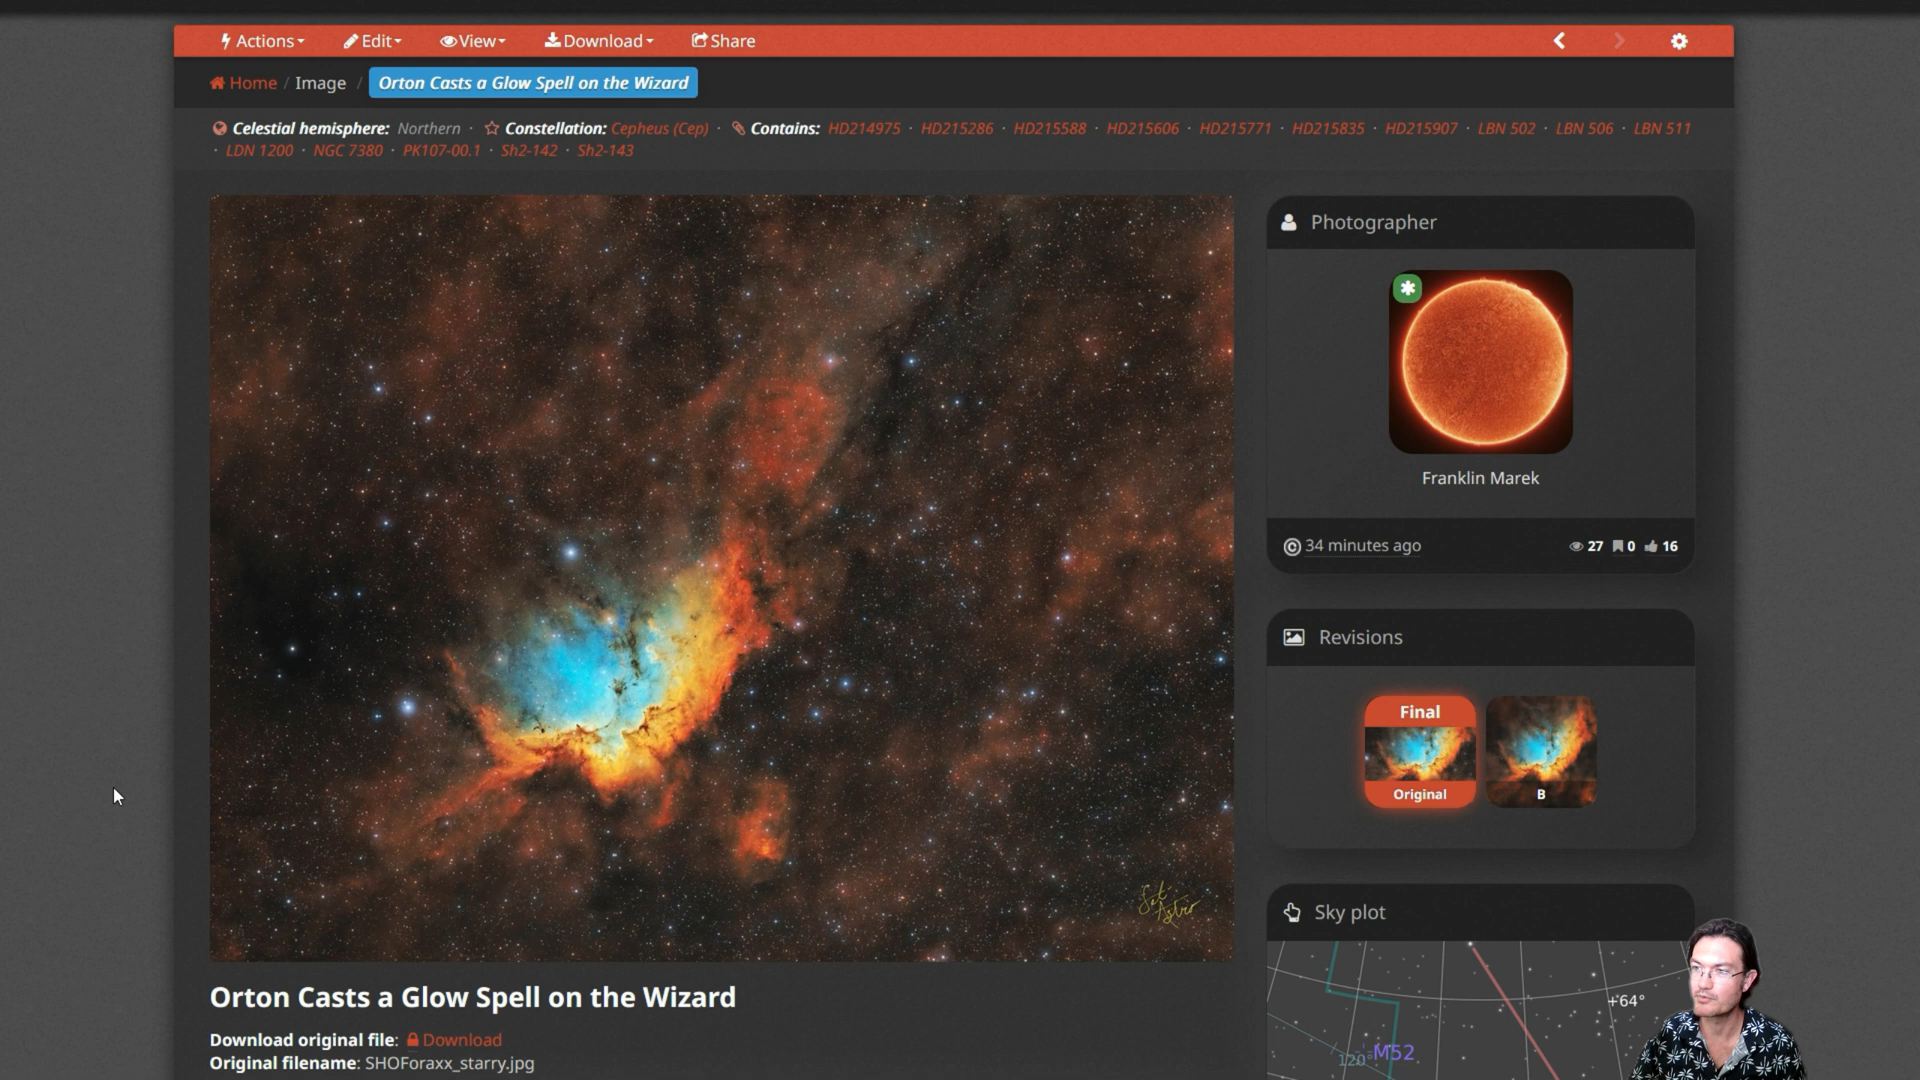 Actions Edit View Download Share
Home / Image / Orton Casts a Glow Spell on the Wizard
Celestial hemisphere: Northern · Constellation: Cepheus (Cep) · Contains: HD214975 · HD215286 · HD215588 · HD215606 · HD215771 · HD215835 · HD215907 · LBN 502 · LBN 506 · LBN 511
· LDN 1200 · NGC 7380 · PK107-00.1 · Sh2-142 · Sh2-143
Photographer
Franklin Marek
34 minutes ago 27 0 16
Revisions
Final
Original
B
Sky plot
+64°
120°
M52
Set
Astro
Orton Casts a Glow Spell on the Wizard
Download original file: Download
Original filename: SHOForaxx_starry.jpg